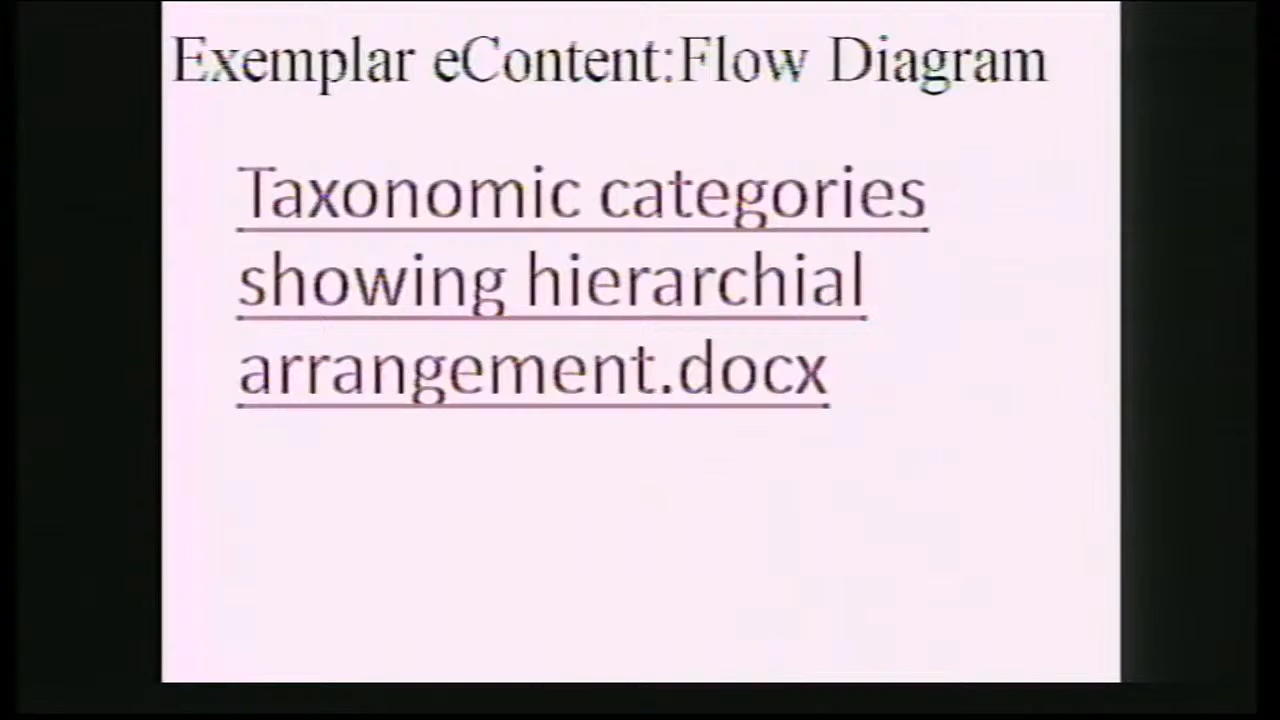 Exemplar eContent:Flow Diagram
Taxonomic categories
showing hierarchial
arrangement.docx